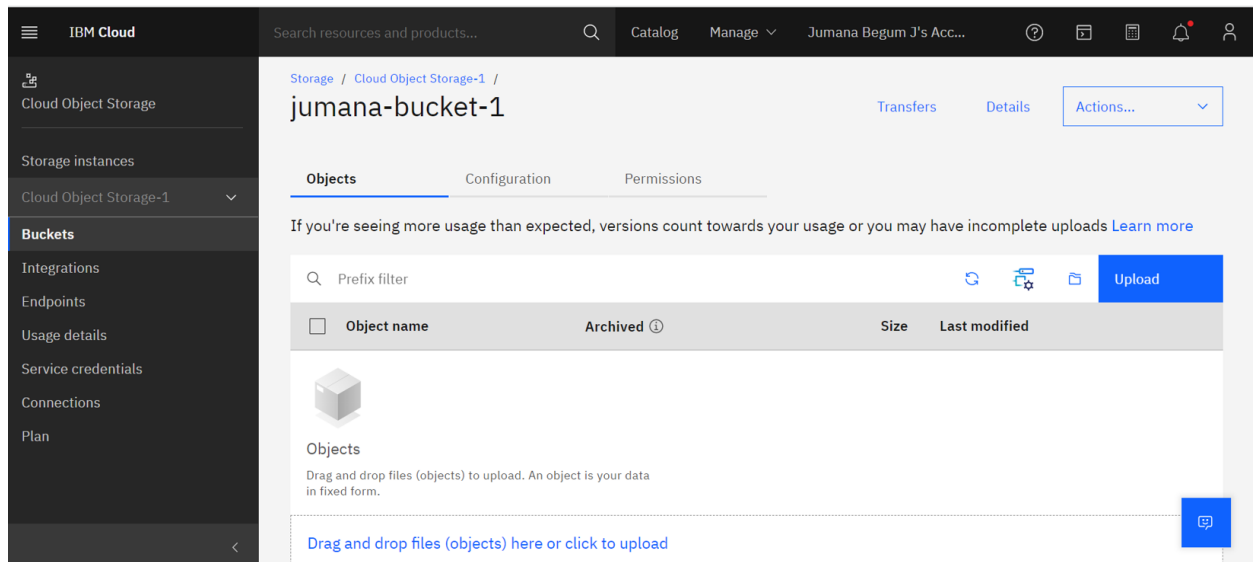 IBM Cloud
Search resources and products...
Catalog
Manage
Jumana Begum J's Acc...
Cloud Object Storage
Storage instances
Cloud Object Storage-1
Buckets
Integrations
Endpoints
Usage details
Service credentials
Connections
Plan
Storage / Cloud Object Storage-1 /
jumana-bucket-1
Transfers
Details
Actions...
Objects
Configuration
Permissions
If you're seeing more usage than expected, versions count towards your usage or you may have incomplete uploads Learn more
Prefix filter
Upload
Object name
Archived
Size
Last modified
Objects
Drag and drop files (objects) to upload. An object is your data
in fixed form.
Drag and drop files (objects) here or click to upload